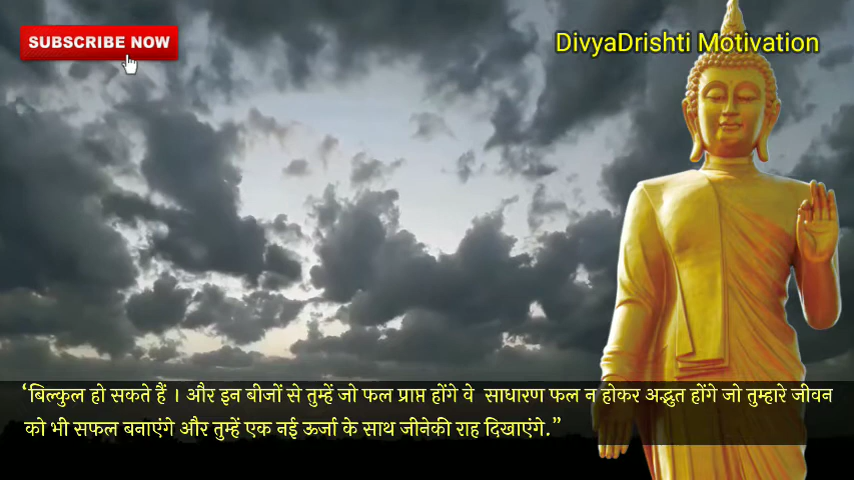 SUBSCRIBE NOW
DivyaDrishti Motivation
‘बिल्कुल हो सकते हैं । और इन बीजों से तुम्हें जो फल प्राप्त होंगे वे साधारण फल न होकर अद्भुत होंगे जो तुम्हारे जीवन
को भी सफल बनाएंगे और तुम्हें एक नई ऊर्जा के साथ जीनेकी राह दिखाएंगे.”